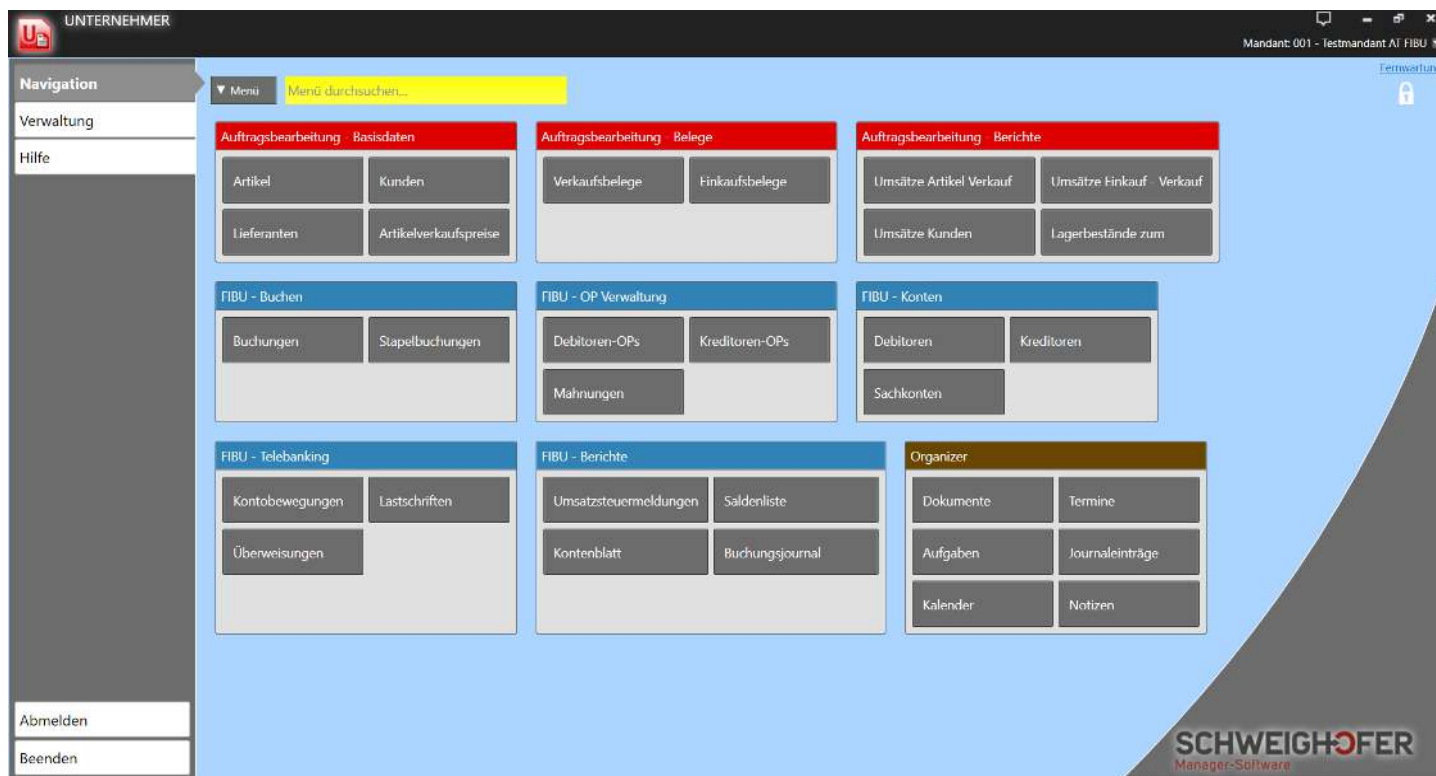 UNTERNEHMER
Mandant: 001 - Testmandant AT FIBU
Fernwartun
Navigation
Verwaltung
Hilfe
Menü
Menü durchsuchen...
Auftragsbearbeitung - Basisdaten
Artikel
Kunden
Lieferanten
Artikelverkaufspreise
Auftragsbearbeitung - Belege
Verkaufsbelege
Einkaufsbelege
Auftragsbearbeitung - Berichte
Umsätze Artikel Verkauf
Umsätze Einkauf - Verkauf
Umsätze Kunden
Lagerbestände zum
FIBU - Buchen
Buchungen
Stapelbuchungen
FIBU - OP Verwaltung
Debitoren-OPs
Kreditoren-OPs
Mahnungen
FIBU - Konten
Debitoren
Kreditoren
Sachkonten
FIBU - Telebanking
Kontobewegungen
Lastschriften
Überweisungen
FIBU - Berichte
Umsatzsteuermeldungen
Saldenliste
Kontenblatt
Buchungsjournal
Organizer
Dokumente
Termine
Aufgaben
Journaleinträge
Kalender
Notizen
Abmelden
Beenden
SCHWEIGHOFER
Manager-Software